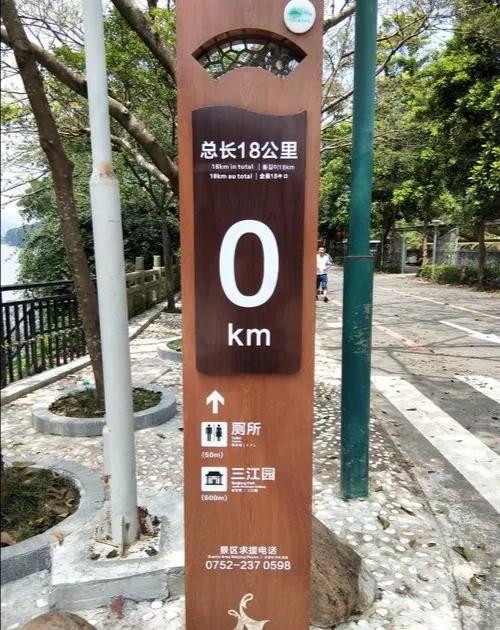 总长18公里
18km in total | 총길이18km
18km au total | 全長18キロ
0
km
厕所
(50m)
三江园
(600m)
景区求援电话
0752-237 0598